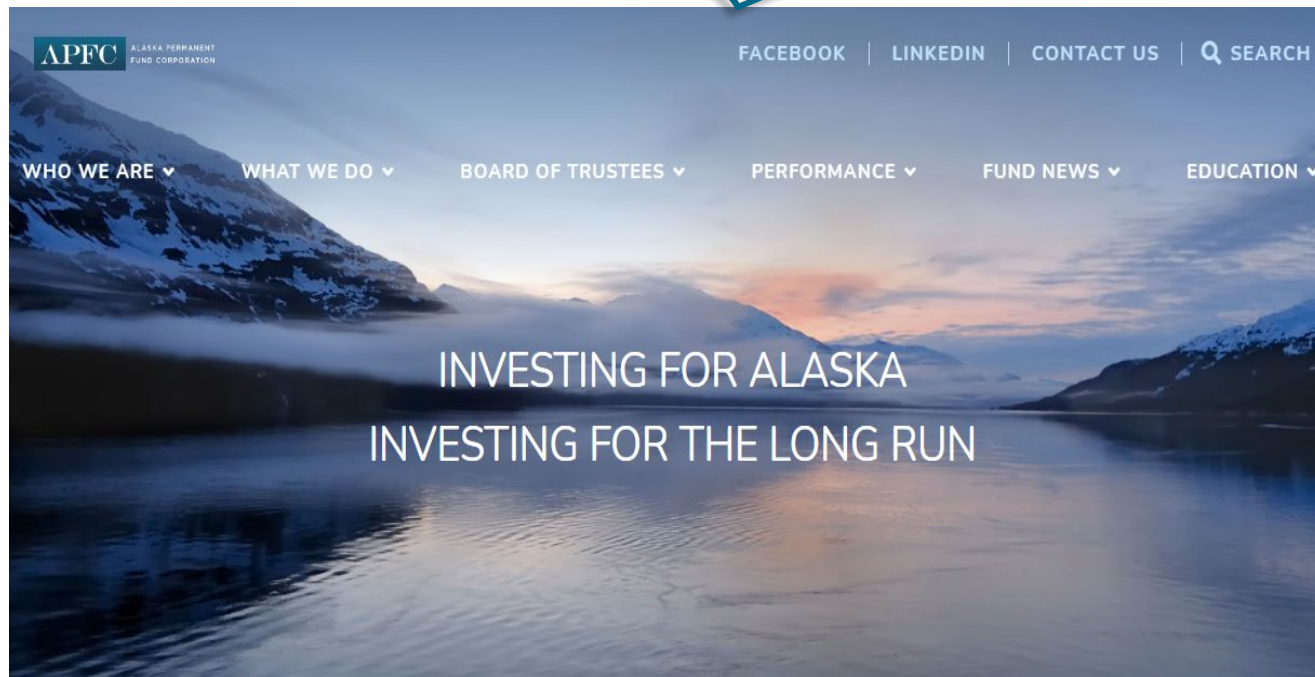 APFC ALASKA PERMANENT
FUND CORPORATION
FACEBOOK | LINKEDIN | CONTACT US | SEARCH
WHO WE ARE WHAT WE DO BOARD OF TRUSTEES PERFORMANCE FUND NEWS EDUCATION
INVESTING FOR ALASKA
INVESTING FOR THE LONG RUN